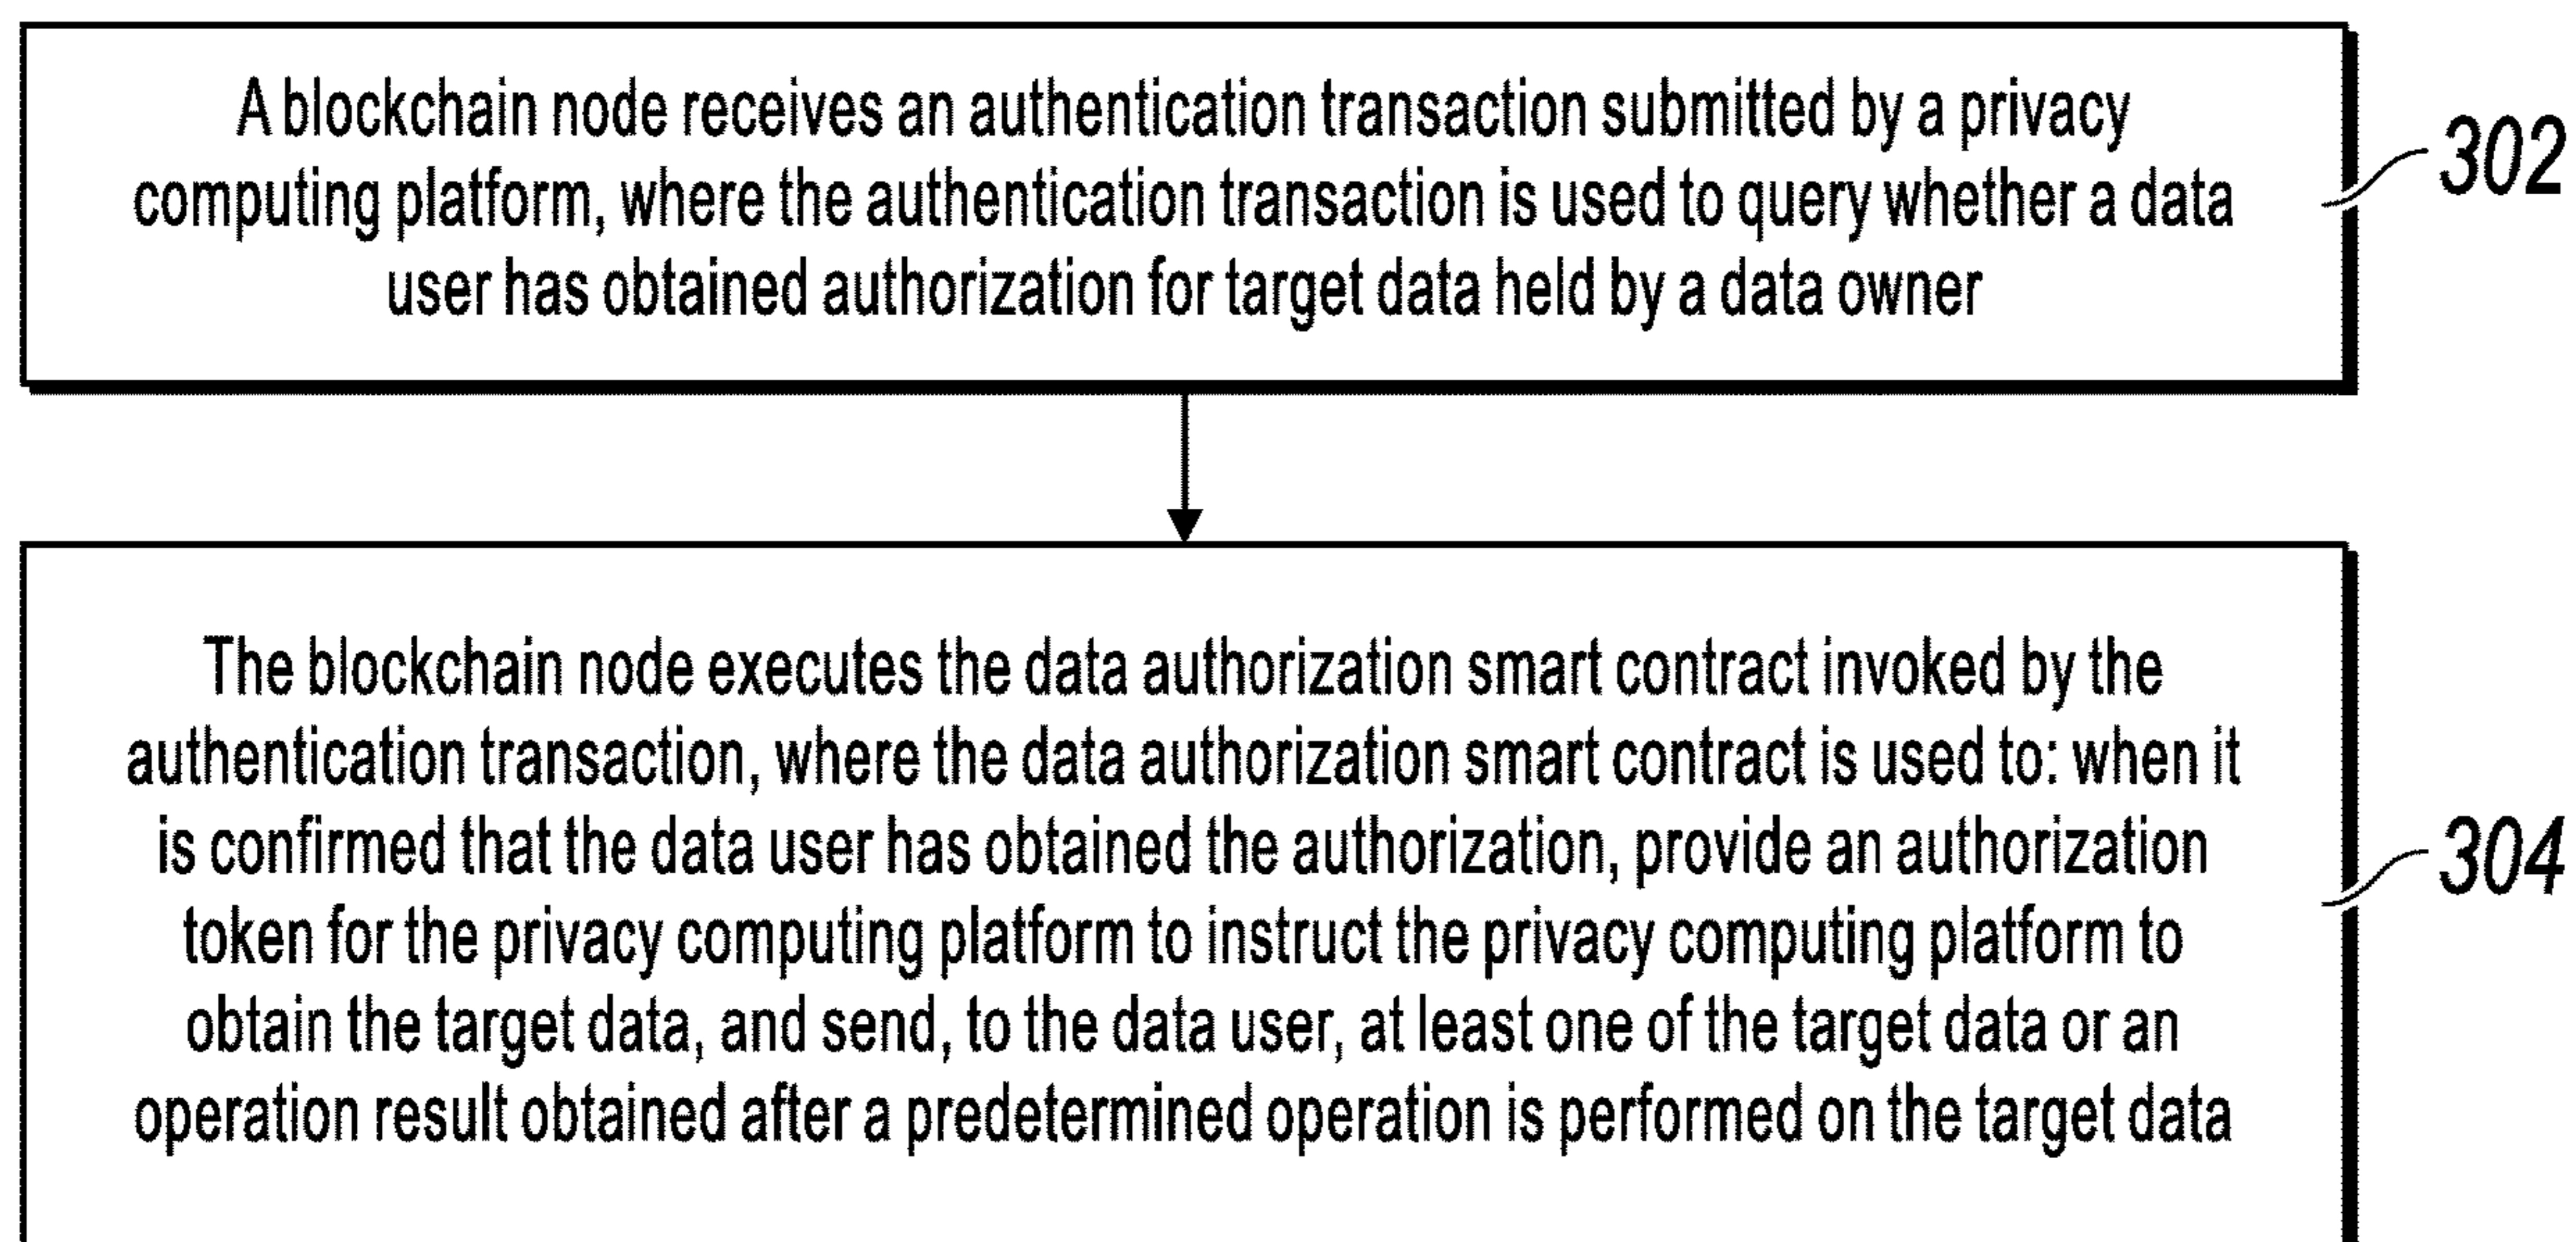 A blockchain node receives an authentication transaction submitted by a privacy
computing platform, where the authentication transaction is used to query whether a data
user has obtained authorization for target data held by a data owner
302
The blockchain node executes the data authorization smart contract invoked by the
authentication transaction, where the data authorization smart contract is used to: when it
is confirmed that the data user has obtained the authorization, provide an authorization
token for the privacy computing platform to instruct the privacy computing platform to
obtain the target data, and send, to the data user, at least one of the target data or an
operation result obtained after a predetermined operation is performed on the target data
304